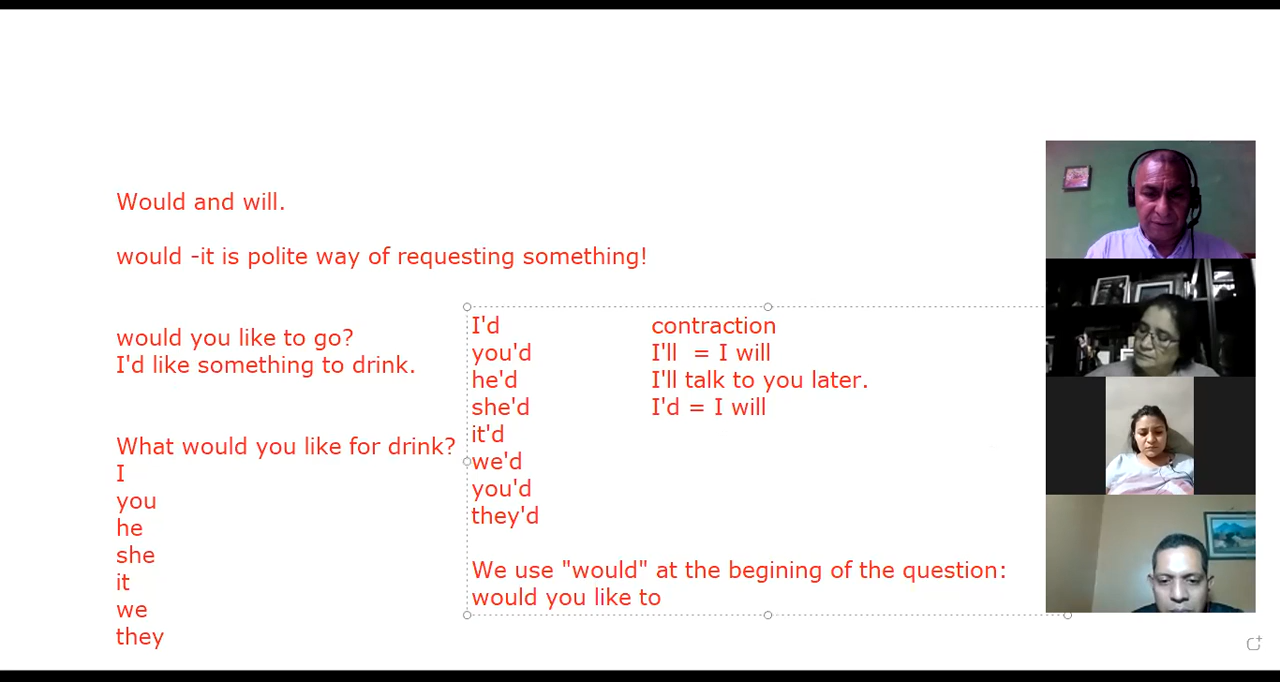 Would and will.
would -it is polite way of requesting something!
would you like to go?
I'd like something to drink.
What would you like for drink?
I
you
he
she
it
we
they
I'd
you'd
he'd
she'd
it'd
we'd
you'd
they'd
contraction
I'll = I will
I'll talk to you later.
I'd = I will
We use "would" at the begining of the question:
would you like to